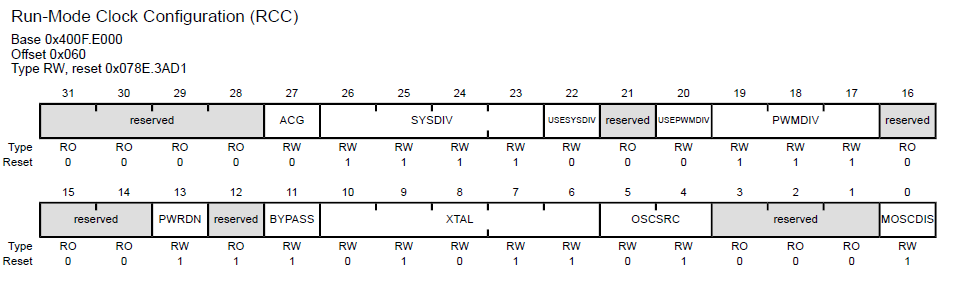 Run-Mode Clock Configuration (RCC)
Base 0x400F.E000
Offset 0x060
Type RW, reset 0x078E.3AD1
31 30 29 28 27 26 25 24 23 22 21 20 19 18 17 16
reserved ACG SYSDIV USESYSDIV reserved USEPWMDIV PWMDIV reserved
Type RO RO RO RO RW RW RW RW RW RW RO RW RW RW RW RO
Reset 0 0 0 0 0 1 1 1 1 0 0 0 1 1 1 0
15 14 13 12 11 10 9 8 7 6 5 4 3 2 1 0
reserved PWRDN reserved BYPASS XTAL OSCSRC reserved MOSCDIS
Type RO RO RW RO RW RW RW RW RW RW RW RW RO RO RO RW
Reset 0 0 1 1 1 0 1 0 1 1 0 1 0 0 0 1